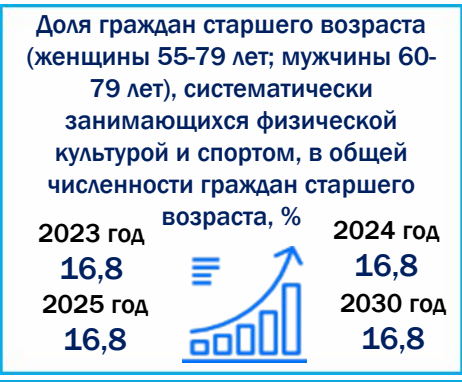 Доля граждан старшего возраста
(женщины 55-79 лет; мужчины 60-
79 лет), систематически
занимающихся физической
культурой и спортом, в общей
численности граждан старшего
возраста, %
2023 год
16,8
2024 год
16,8
2025 год
16,8
2030 год
16,8